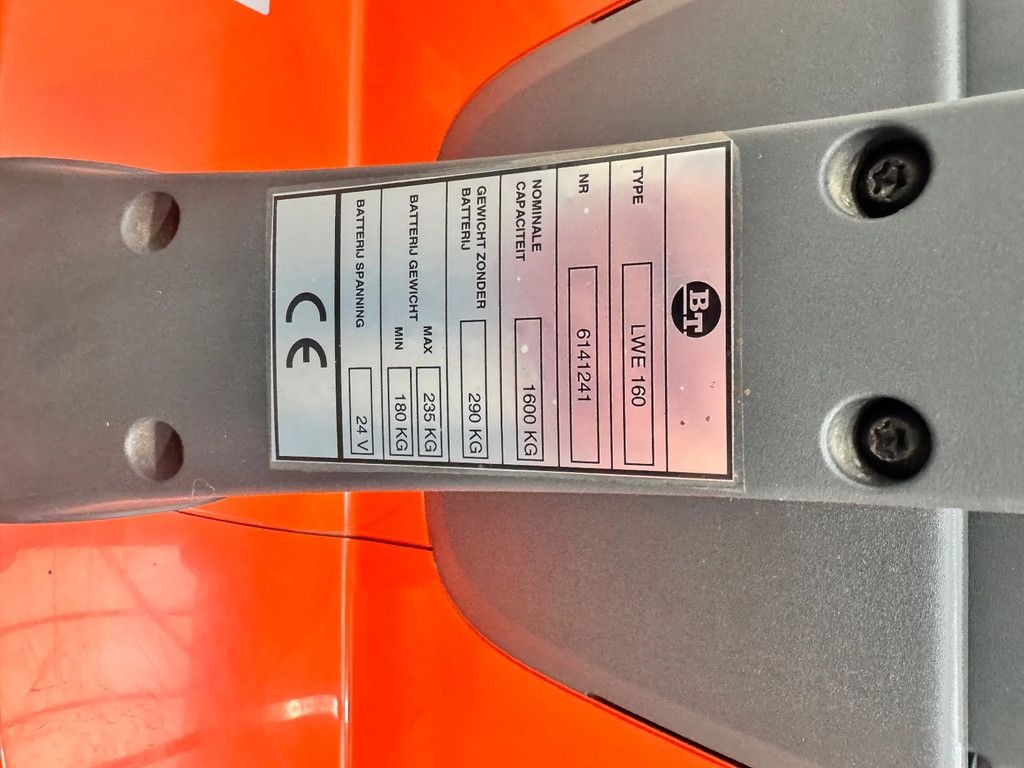 BT
TYPE LWE 160
NR 6141241
NOMINALE
CAPACITEIT 1600 KG
GEWICHT ZONDER
BATTERIJ 290 KG
BATTERIJ GEWICHT MAX 235 KG
MIN 180 KG
BATTERIJ SPANNING 24 V
CE